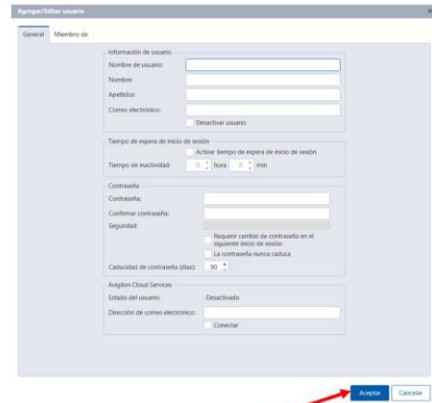 Agregar/Editar usuario
General Miembro de
Información de usuario
Nombre de usuario:
Nombre:
Apellidos:
Correo electrónico:
Desactivar usuario
Tiempo de espera de inicio de sesión
Activar tiempo de espera de inicio de sesión
Tiempo de inactividad: 0 hora 0 min
Contraseña
Contraseña:
Confirmar contraseña:
Seguridad:
Requerir cambio de contraseña en el
siguiente inicio de sesión
La contraseña nunca caduca
Caducidad de contraseña (días): 90
Avigilon Cloud Services
Estado del usuario: Desactivado
Dirección de correo electrónico:
Conectar
Aceptar Cancelar